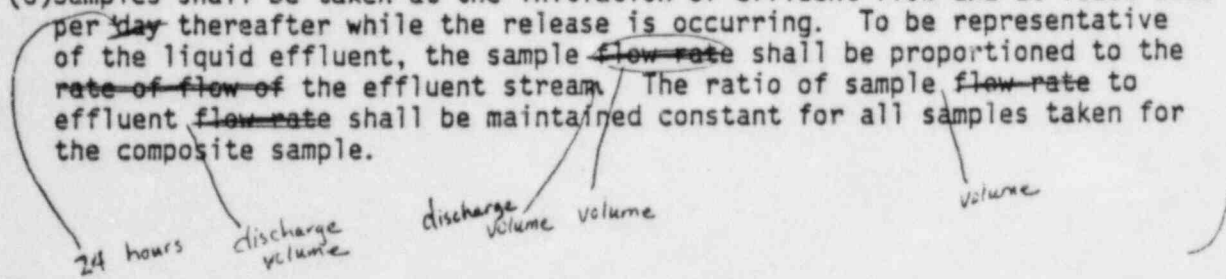 per day thereafter while the release is occurring. To be representative
of the liquid effluent, the sample flow rate shall be proportioned to the
rate of flow of the effluent stream. The ratio of sample flow rate to
effluent flow rate shall be maintained constant for all samples taken for
the composite sample.
24 hours
discharge
volume
discharge
volume
volume
volume